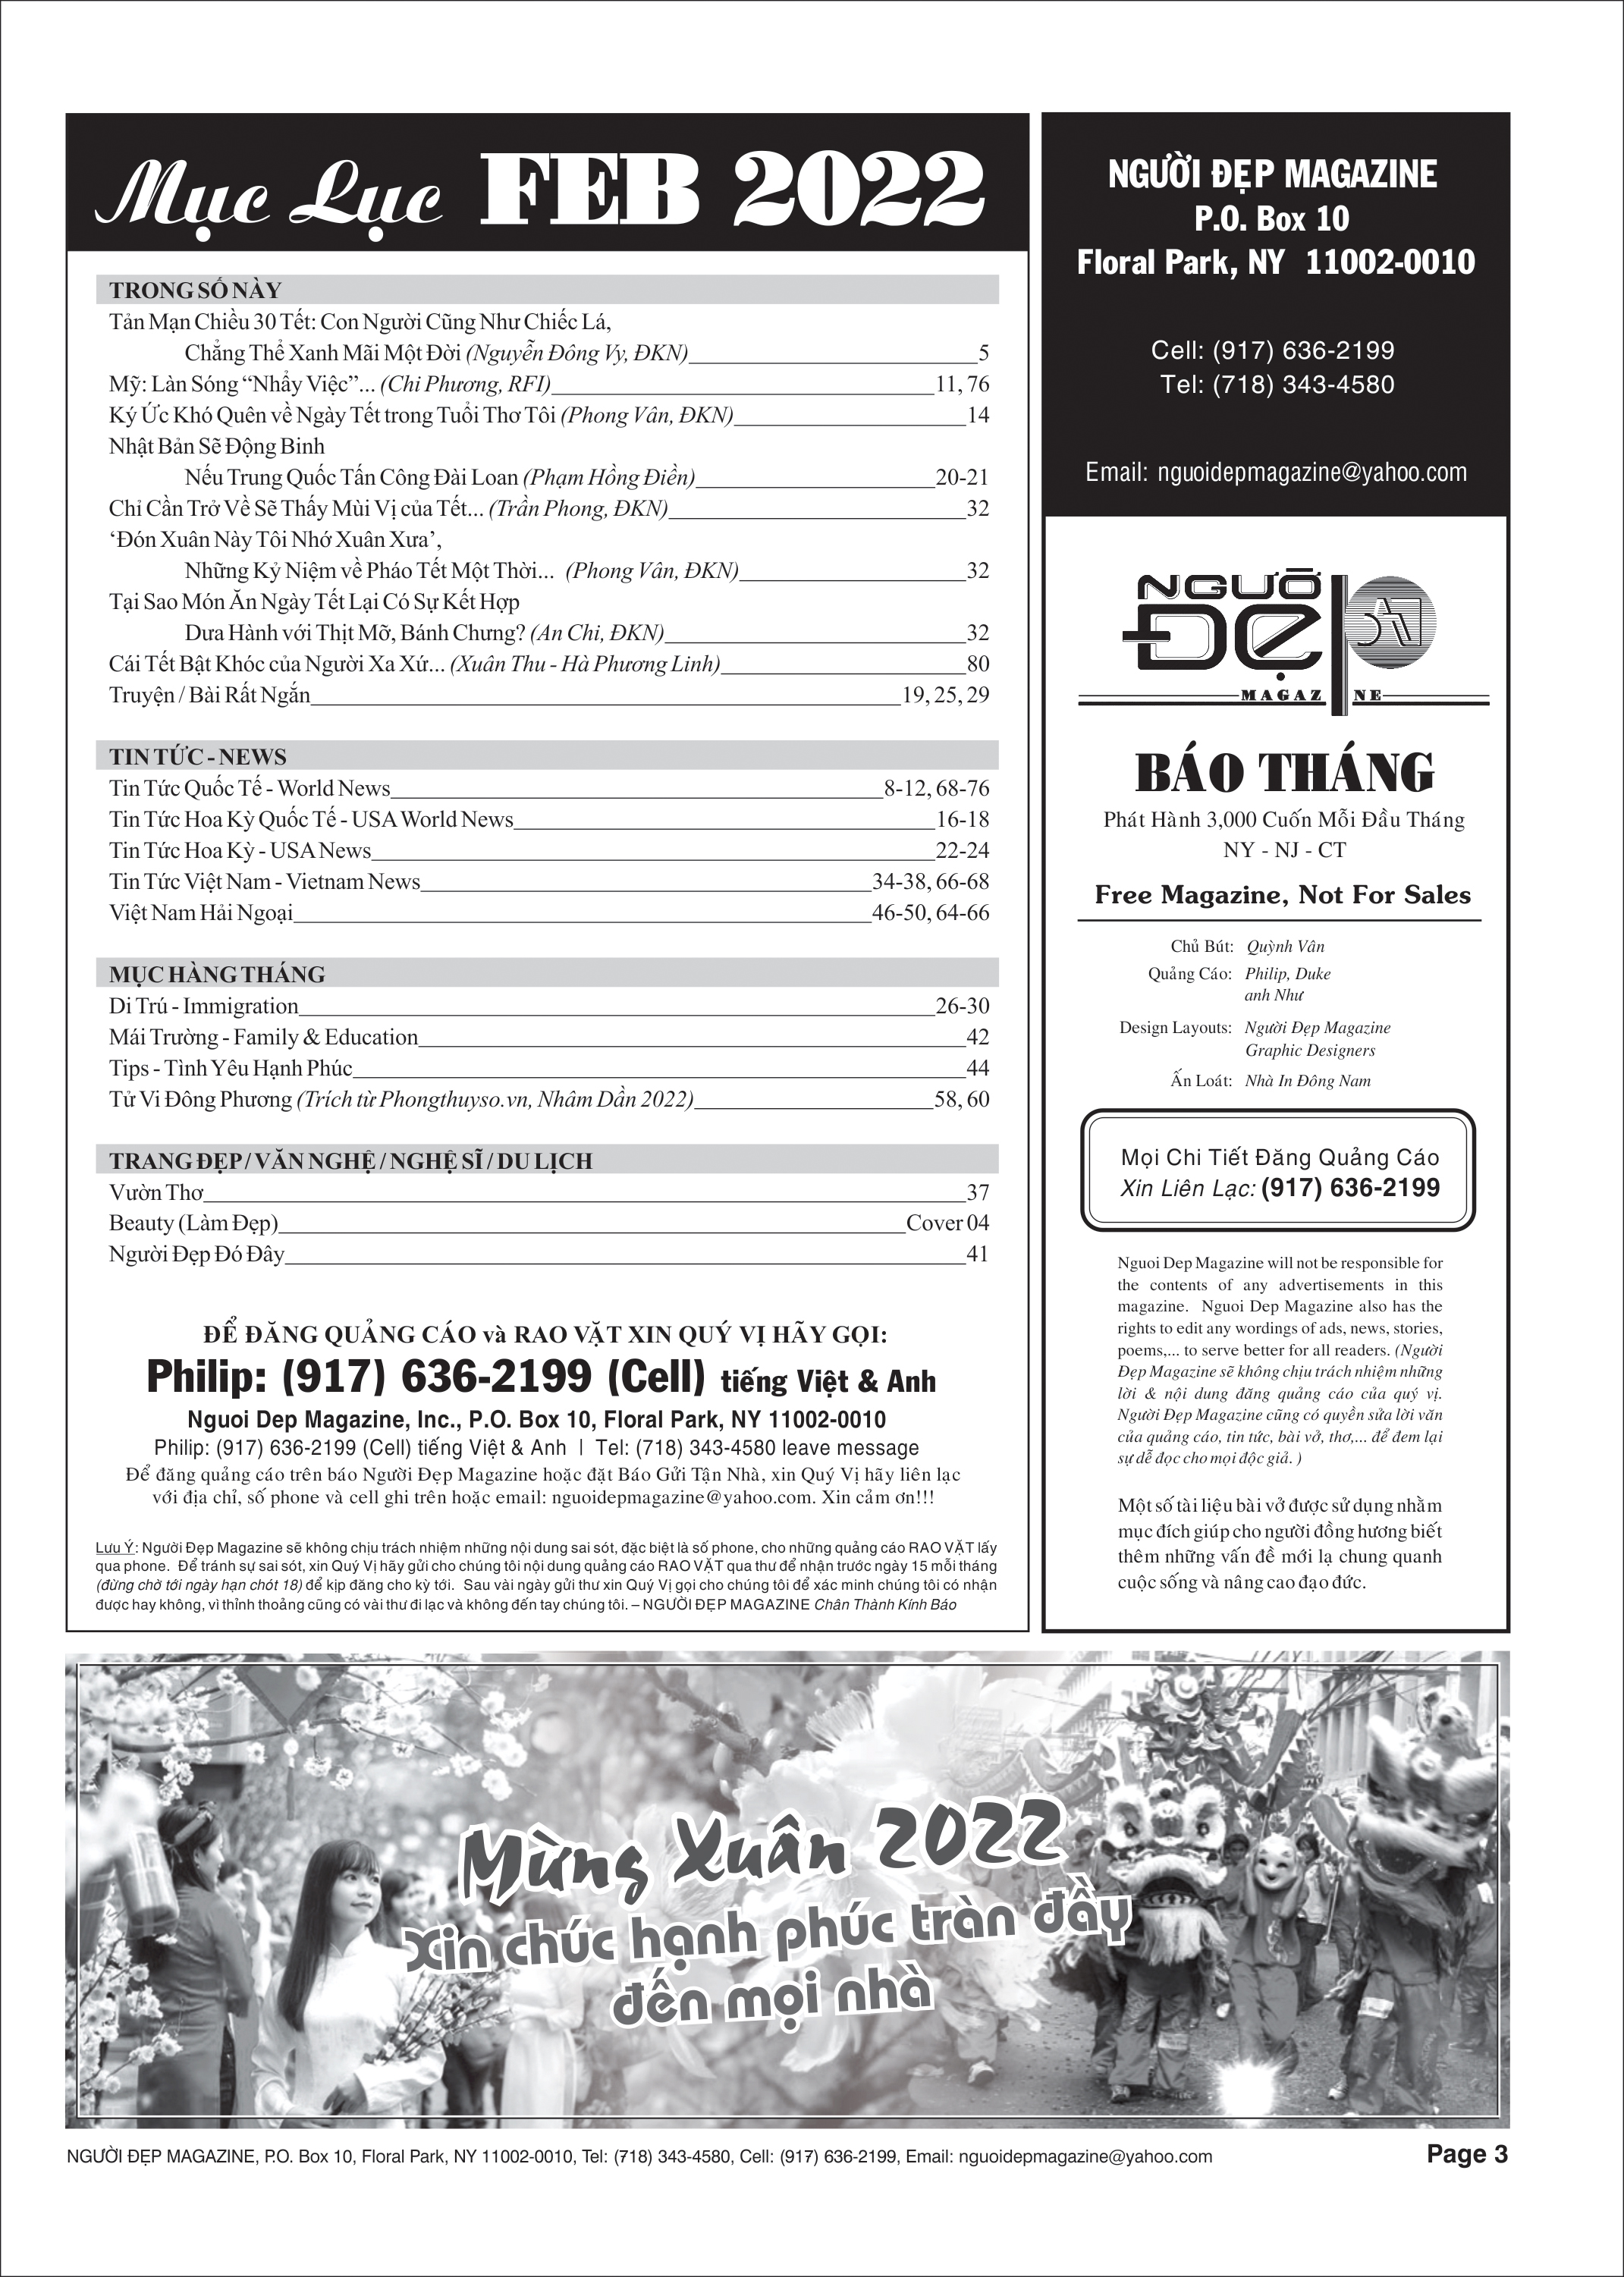 Mục Lục FEB 2022
TRONG SỐ NÀY
Tản Mạn Chiều 30 Tết: Con Người Cũng Như Chiếc Lá,
Chẳng Thể Xanh Mãi Một Đời (Nguyễn Đông Vy, ĐKN)___5
Mỹ: Làn Sóng “Nhẩy Việc”... (Chi Phương, RFI)___11, 76
Ký Ức Khó Quên về Ngày Tết trong Tuổi Thơ Tôi (Phong Vân, ĐKN)___14
Nhật Bản Sẽ Động Binh
Nếu Trung Quốc Tấn Công Đài Loan (Phạm Hồng Điền)___20-21
Chỉ Cần Trở Về Sẽ Thấy Mùi Vị của Tết... (Trần Phong, ĐKN)___32
‘Đón Xuân Này Tôi Nhớ Xuân Xưa’,
Những Kỷ Niệm về Pháo Tết Một Thời... (Phong Vân, ĐKN)___32
Tại Sao Món Ăn Ngày Tết Lại Có Sự Kết Hợp
Dưa Hành với Thịt Mỡ, Bánh Chưng? (An Chi, ĐKN)___32
Cái Tết Bật Khóc của Người Xa Xứ... (Xuân Thu - Hà Phương Linh)___80
Truyện / Bài Rất Ngắn___19, 25, 29
TIN TỨC - NEWS
Tin Tức Quốc Tế - World News___8-12, 68-76
Tin Tức Hoa Kỳ Quốc Tế - USA World News___16-18
Tin Tức Hoa Kỳ - USA News___22-24
Tin Tức Việt Nam - Vietnam News___34-38, 66-68
Việt Nam Hải Ngoại___46-50, 64-66
MỤC HÀNG THÁNG
Di Trú - Immigration___26-30
Mái Trường - Family & Education___42
Tips - Tình Yêu Hạnh Phúc___44
Tử Vi Đông Phương (Trích từ Phongthuyso.vn, Nhâm Dần 2022)___58, 60
TRANG ĐẸP / VĂN NGHỆ / NGHỆ SĨ / DU LỊCH
Vườn Thơ___37
Beauty (Làm Đẹp)___Cover 04
Người Đẹp Đó Đây___41
ĐỂ ĐĂNG QUẢNG CÁO và RAO VẶT XIN QUÝ VỊ HÃY GỌI:
Philip: (917) 636-2199 (Cell) tiếng Việt & Anh
Nguoi Dep Magazine, Inc., P.O. Box 10, Floral Park, NY 11002-0010
Philip: (917) 636-2199 (Cell) tiếng Việt & Anh | Tel: (718) 343-4580 leave message
Để đăng quảng cáo trên báo Người Đẹp Magazine hoặc đặt Báo Gửi Tận Nhà, xin Quý Vị hãy liên lạc
với địa chỉ, số phone và cell ghi trên hoặc email: nguoidepmagazine@yahoo.com. Xin cảm ơn!!!
Lưu Ý: Người Đẹp Magazine sẽ không chịu trách nhiệm những nội dung sai sót, đặc biệt là số phone, cho những quảng cáo RAO VẶT lấy
qua phone. Để tránh sự sai sót, xin Quý Vị hãy gửi cho chúng tôi nội dung quảng cáo RAO VẶT qua thư để nhận trước ngày 15 mỗi tháng
(đừng chờ tới ngày hạn chót 18) để kịp đăng cho kỳ tới. Sau vài ngày gửi thư xin Quý Vị gọi cho chúng tôi để xác minh chúng tôi có nhận
được hay không, vì thỉnh thoảng cũng có vài thư đi lạc và không đến tay chúng tôi. – NGƯỜI ĐẸP MAGAZINE Chân Thành Kính Báo
NGƯỜI ĐẸP MAGAZINE
P.O. Box 10
Floral Park, NY 11002-0010
Cell: (917) 636-2199
Tel: (718) 343-4580
Email: nguoidepmagazine@yahoo.com
NGƯỜI
ĐẸP
MAGAZINE
BÁO THÁNG
Phát Hành 3,000 Cuốn Mỗi Đầu Tháng
NY - NJ - CT
Free Magazine, Not For Sales
Chủ Bút: Quỳnh Vân
Quảng Cáo: Philip, Duke
anh Như
Design Layouts: Người Đẹp Magazine
Graphic Designers
Ấn Loát: Nhà In Đông Nam
Mọi Chi Tiết Đăng Quảng Cáo
Xin Liên Lạc: (917) 636-2199
Nguoi Dep Magazine will not be responsible for
the contents of any advertisements in this
magazine. Nguoi Dep Magazine also has the
rights to edit any wordings of ads, news, stories,
poems,... to serve better for all readers. (Người
Đẹp Magazine sẽ không chịu trách nhiệm những
lời & nội dung đăng quảng cáo của quý vị.
Người Đẹp Magazine cũng có quyền sửa lời văn
của quảng cáo, tin tức, bài vở, thơ,... để đem lại
sự dễ đọc cho mọi độc giả. )
Một số tài liệu bài vở được sử dụng nhằm
mục đích giúp cho người đồng hương biết
thêm những vấn đề mới lạ chung quanh
cuộc sống và nâng cao đạo đức.
Mừng Xuân 2022
Xin chúc hạnh phúc tràn đầy
đến mọi nhà
NGƯỜI ĐẸP MAGAZINE, P.O. Box 10, Floral Park, NY 11002-0010, Tel: (718) 343-4580, Cell: (917) 636-2199, Email: nguoidepmagazine@yahoo.com
Page 3